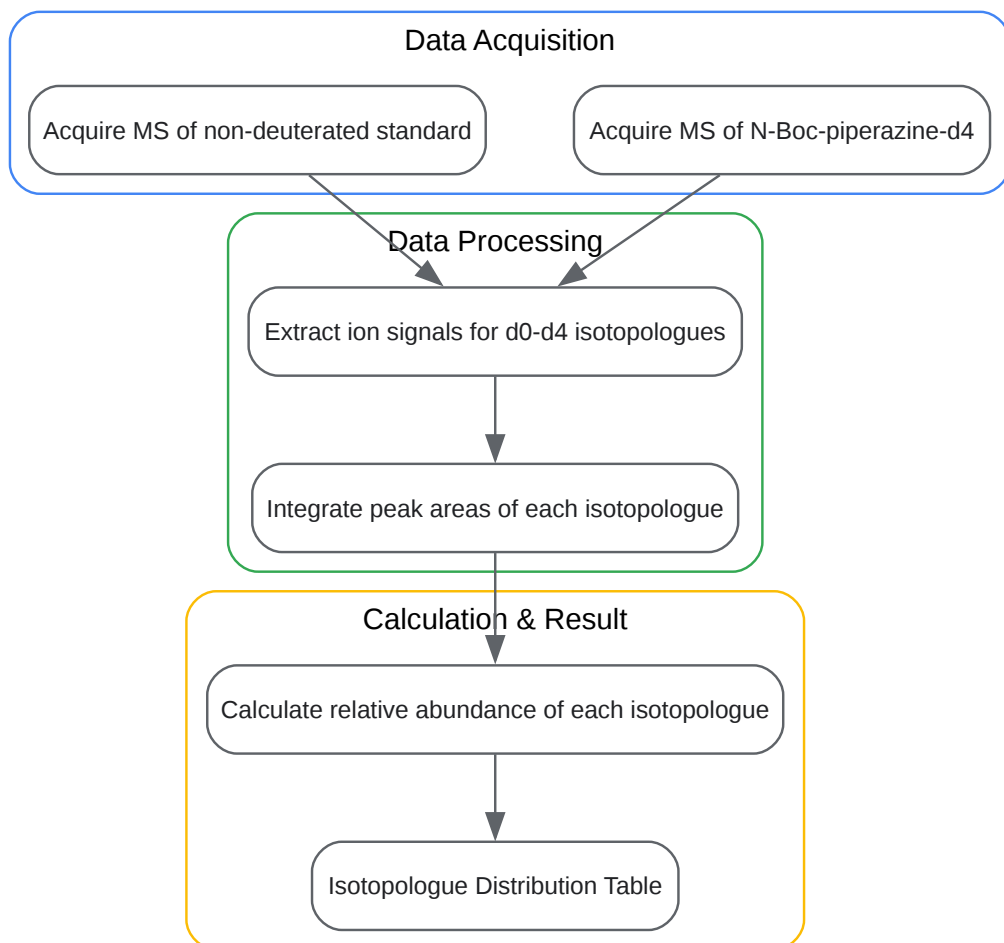 Data Acquisition
Acquire MS of non-deuterated standard
Acquire MS of N-Boc-piperazine-d4
Data Processing
Extract ion signals for d0-d4 isotopologues
Integrate peak areas of each isotopologue
Calculation & Result
Calculate relative abundance of each isotopologue
Isotopologue Distribution Table